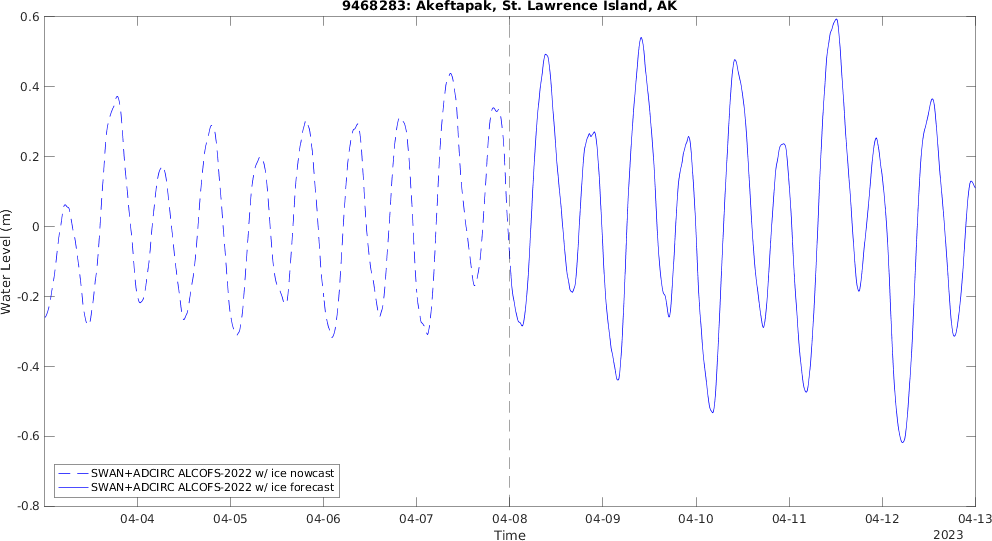 9468283: Akeftapak, St. Lawrence Island, AK
0.6
0.4
0.2
0
-0.2
-0.4
-0.6
-0.8
Water Level (m)
SWAN+ADCIRC ALCOFS-2022 w/ ice nowcast
SWAN+ADCIRC ALCOFS-2022 w/ ice forecast
04-04 04-05 04-06 04-07 04-08 04-09 04-10 04-11 04-12 04-13
Time
2023